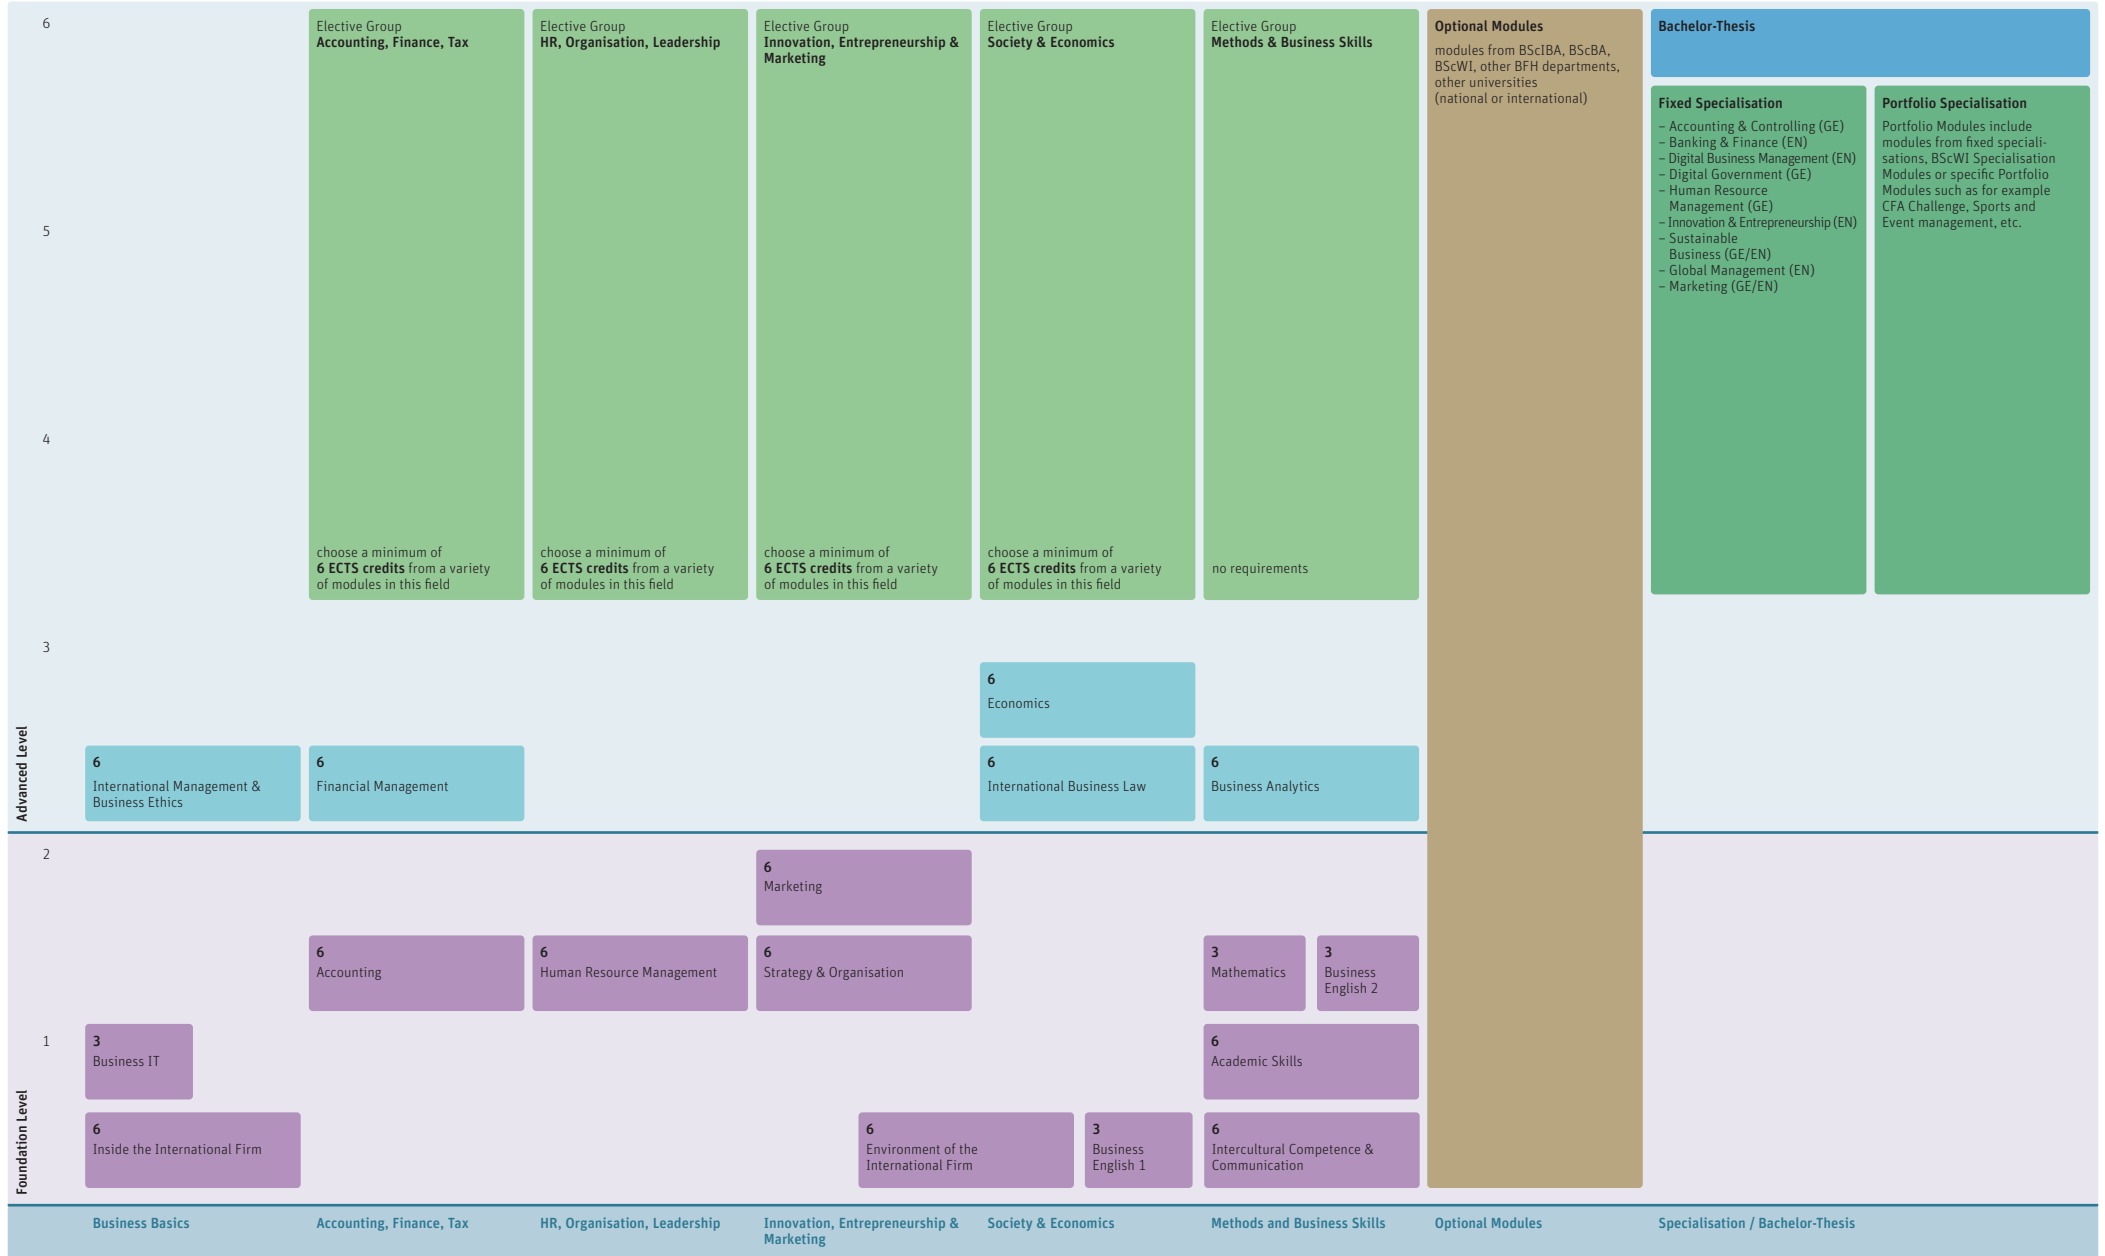 6
Elective Group
Accounting, Finance, Tax
choose a minimum of
6 ECTS credits from a variety
of modules in this field
Elective Group
HR, Organisation, Leadership
choose a minimum of
6 ECTS credits from a variety
of modules in this field
Elective Group
Innovation, Entrepreneurship &
Marketing
choose a minimum of
6 ECTS credits from a variety
of modules in this field
Elective Group
Society & Economics
choose a minimum of
6 ECTS credits from a variety
of modules in this field
Elective Group
Methods & Business Skills
no requirements
Optional Modules
modules from BScIBA, BScBA,
BScWI, other BFH departments,
other universities
(national or international)
Bachelor-Thesis
Fixed Specialisation
– Accounting & Controlling (GE)
– Banking & Finance (EN)
– Digital Business Management (EN)
– Digital Government (GE)
– Human Resource
Management (GE)
– Innovation & Entrepreneurship (EN)
– Sustainable
Business (GE/EN)
– Global Management (EN)
– Marketing (GE/EN)
Portfolio Specialisation
Portfolio Modules include
modules from fixed speciali-
sations, BScWI Specialisation
Modules or specific Portfolio
Modules such as for example
CFA Challenge, Sports and
Event management, etc.
5
4
3
Advanced Level
6
Economics
6
International Management &
Business Ethics
6
Financial Management
6
International Business Law
6
Business Analytics
2
6
Marketing
6
Accounting
6
Human Resource Management
6
Strategy & Organisation
3
Mathematics
3
Business
English 2
1
Foundation Level
3
Business IT
6
Academic Skills
6
Inside the International Firm
6
Environment of the
International Firm
3
Business
English 1
6
Intercultural Competence &
Communication
Business Basics
Accounting, Finance, Tax
HR, Organisation, Leadership
Innovation, Entrepreneurship &
Marketing
Society & Economics
Methods and Business Skills
Optional Modules
Specialisation / Bachelor-Thesis